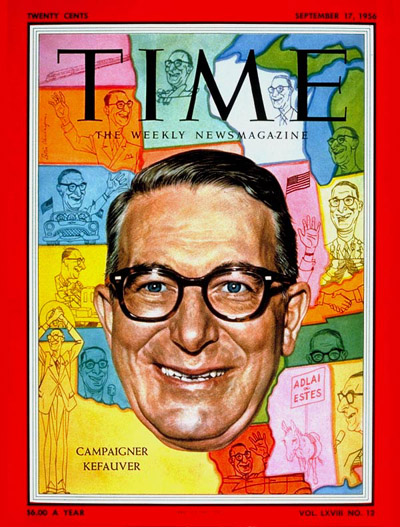 TWENTY CENTS
SEPTEMBER 17, 1956
TIME
THE WEEKLY NEWSMAGAZINE
ADLAI
ESTES
CAMPAIGNER
KEFAUVER
$6.00 A YEAR
VOL. LXVIII NO. 12